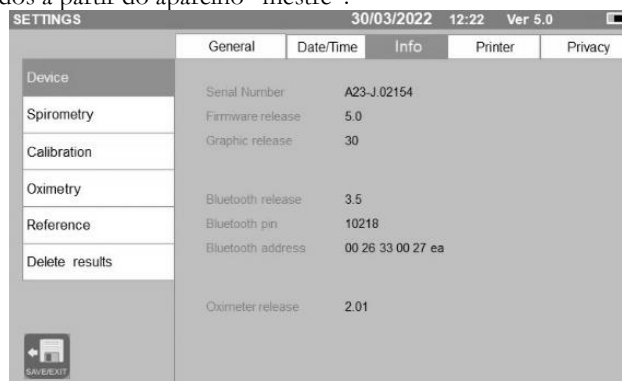 dos a partir do aparelho "mestre".
SETTINGS 30/03/2022 12:22 Ver 5.0
General Date/Time Info Printer Privacy
Device
Spirometry
Calibration
Oximetry
Reference
Delete results
Serial Number A23-J.02154
Firmware release 5.0
Graphic release 30
Bluetooth release 3.5
Bluetooth pin 10218
Bluetooth address 00 26 33 00 27 ea
Oximeter release 2.01
SAVE/EXIT